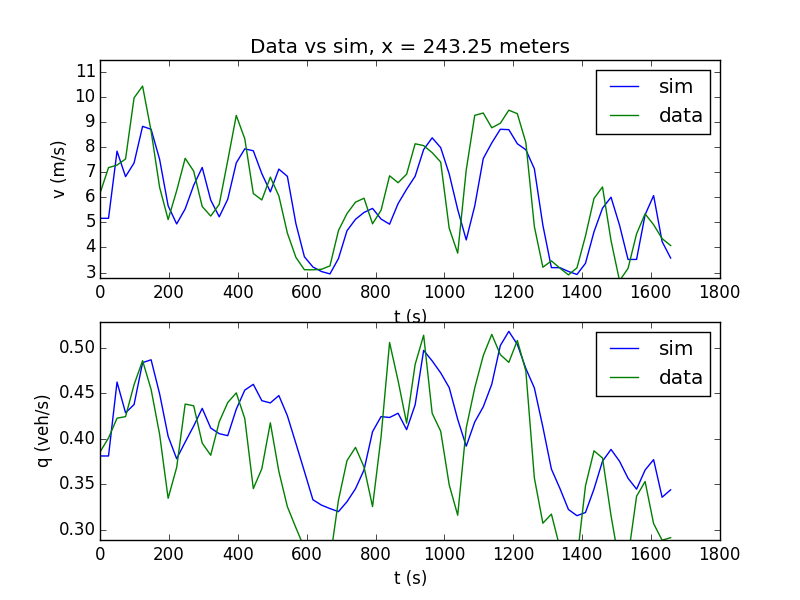 Data vs sim, x = 243.25 meters
v (m/s)
11
10
9
8
7
6
5
4
3
sim
data
0 200 400 600 800 1000 1200 1400 1600 1800
t (s)
q (veh/s)
0.50
0.45
0.40
0.35
0.30
sim
data
0 200 400 600 800 1000 1200 1400 1600 1800
t (s)